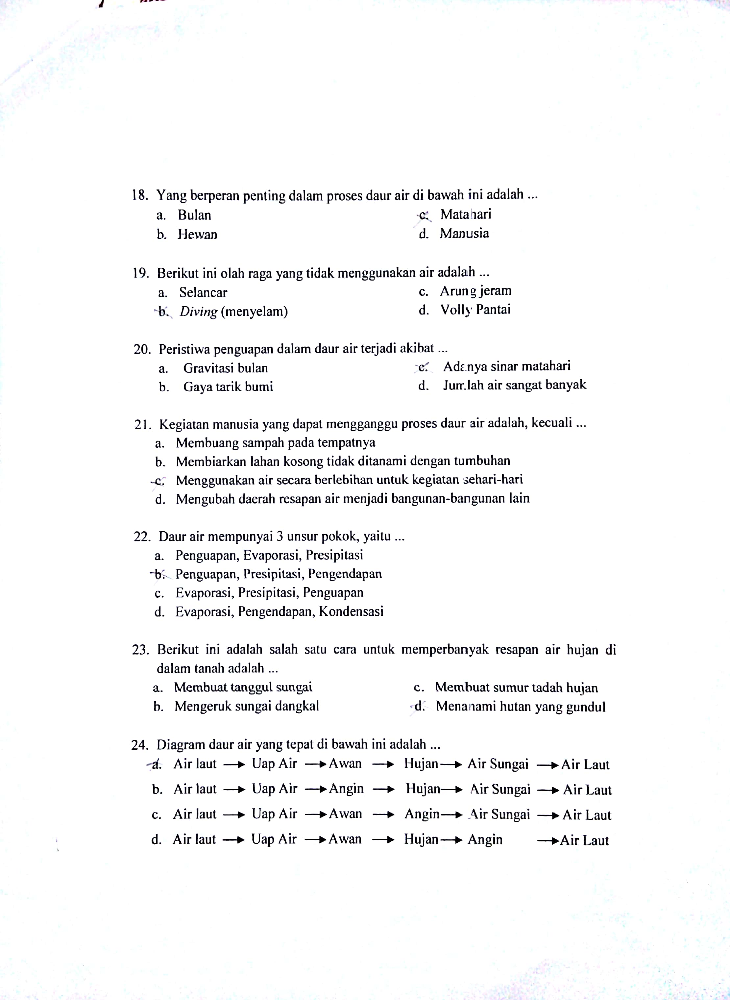 18. Yang berperan penting dalam proses daur air di bawah ini adalah ...
a. Bulan
c. Matahari
b. Hewan
d. Manusia
19. Berikut ini olah raga yang tidak menggunakan air adalah ...
a. Selancar
c. Arung jeram
b. Diving (menyelam)
d. Volly Pantai
20. Peristiwa penguapan dalam daur air terjadi akibat ...
a. Gravitasi bulan
c. Adanya sinar matahari
b. Gaya tarik bumi
d. Jumlah air sangat banyak
21. Kegiatan manusia yang dapat mengganggu proses daur air adalah, kecuali ...
a. Membuang sampah pada tempatnya
b. Membiarkan lahan kosong tidak ditanami dengan tumbuhan
c. Menggunakan air secara berlebihan untuk kegiatan sehari-hari
d. Mengubah daerah resapan air menjadi bangunan-bangunan lain
22. Daur air mempunyai 3 unsur pokok, yaitu ...
a. Penguapan, Evaporasi, Presipitasi
b. Penguapan, Presipitasi, Pengendapan
c. Evaporasi, Presipitasi, Penguapan
d. Evaporasi, Pengendapan, Kondensasi
23. Berikut ini adalah salah satu cara untuk memperbanyak resapan air hujan di
dalam tanah adalah ...
a. Membuat tanggul sungai
c. Membuat sumur tadah hujan
b. Mengeruk sungai dangkal
d. Menanami hutan yang gundul
24. Diagram daur air yang tepat di bawah ini adalah ...
a. Air laut → Uap Air → Awan → Hujan → Air Sungai → Air Laut
b. Air laut → Uap Air → Angin → Hujan → Air Sungai → Air Laut
c. Air laut → Uap Air → Awan → Angin → Air Sungai → Air Laut
d. Air laut → Uap Air → Awan → Hujan → Angin → Air Laut